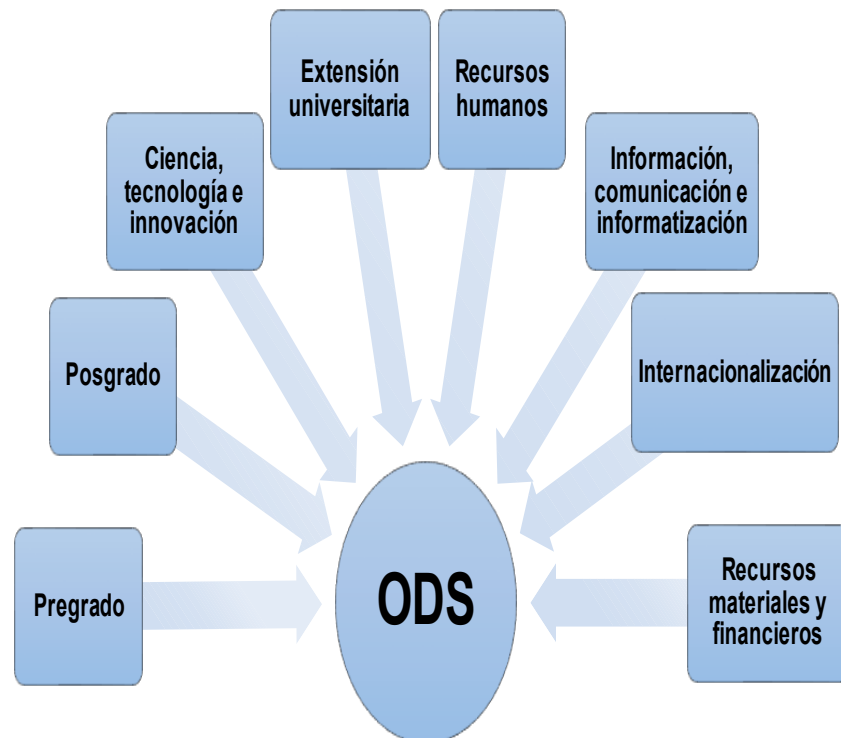 Extensión
universitaria
Recursos
humanos
Ciencia,
tecnología e
innovación
Información,
comunicación e
informatización
Posgrado
Internacionalización
Pregrado
ODS
Recursos
materiales y
financieros